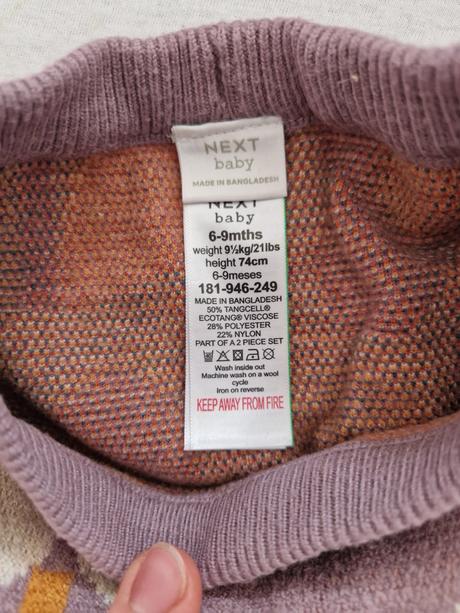 NEXT
baby
MADE IN BANGLADESH
NEXT
baby
6-9mths
weight 9½kg/21lbs
height 74cm
6-9meses
181-946-249
MADE IN BANGLADESH
50% TANGCELL®
ECOTANG® VISCOSE
28% POLYESTER
22% NYLON
PART OF A 2 PIECE SET
Wash inside out
Machine wash on a wool
cycle
Iron on reverse
KEEP AWAY FROM FIRE